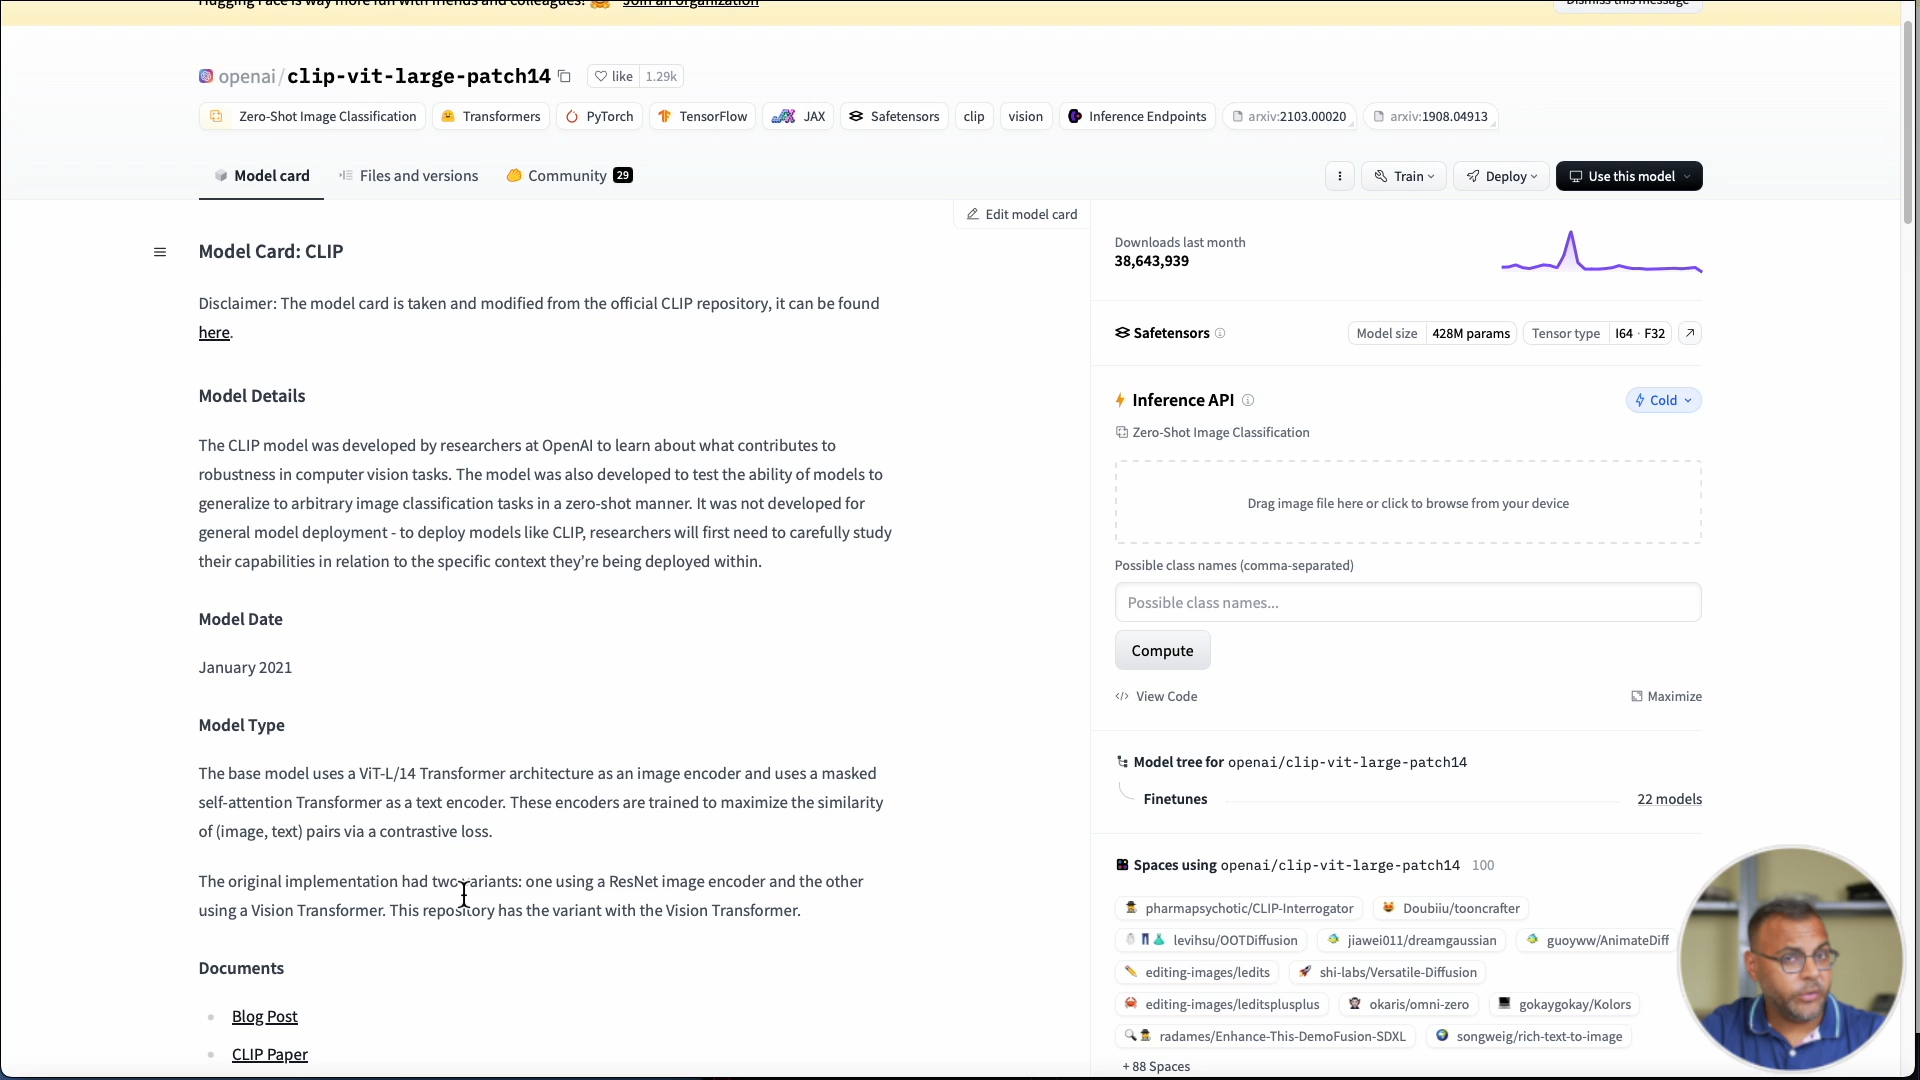 Hugging Face is way more fun with friends and colleagues! 🤗 Join an organization
Dismiss this message
openai/clip-vit-large-patch14
like 1.29k
Zero-Shot Image Classification Transformers PyTorch TensorFlow JAX Safetensors clip vision Inference Endpoints arxiv:2103.00020 arxiv:1908.04913
Model card Files and versions Community 29
Train Deploy Use this model
Edit model card
Model Card: CLIP
Disclaimer: The model card is taken and modified from the official CLIP repository, it can be found
here.
Model Details
The CLIP model was developed by researchers at OpenAI to learn about what contributes to
robustness in computer vision tasks. The model was also developed to test the ability of models to
generalize to arbitrary image classification tasks in a zero-shot manner. It was not developed for
general model deployment - to deploy models like CLIP, researchers will first need to carefully study
their capabilities in relation to the specific context they’re being deployed within.
Model Date
January 2021
Model Type
The base model uses a ViT-L/14 Transformer architecture as an image encoder and uses a masked
self-attention Transformer as a text encoder. These encoders are trained to maximize the similarity
of (image, text) pairs via a contrastive loss.
The original implementation had two variants: one using a ResNet image encoder and the other
using a Vision Transformer. This repository has the variant with the Vision Transformer.
Documents
Blog Post
CLIP Paper
Downloads last month
38,643,939
Safetensors
Model size 428M params
Tensor type I64 · F32
Inference API
Cold
Zero-Shot Image Classification
Drag image file here or click to browse from your device
Possible class names (comma-separated)
Possible class names...
Compute
View Code
Maximize
Model tree for openai/clip-vit-large-patch14
Finetunes 22 models
Spaces using openai/clip-vit-large-patch14 100
pharmapsychotic/CLIP-Interrogator Doubiiu/tooncrafter
levihsu/OOTDiffusion jiawei011/dreamgaussian guoyww/AnimateDiff
editing-images/ledits shi-labs/Versatile-Diffusion
editing-images/leditsplusplus okaris/omni-zero gokaygokay/Kolors
radames/Enhance-This-DemoFusion-SDXL songweig/rich-text-to-image
+ 88 Spaces